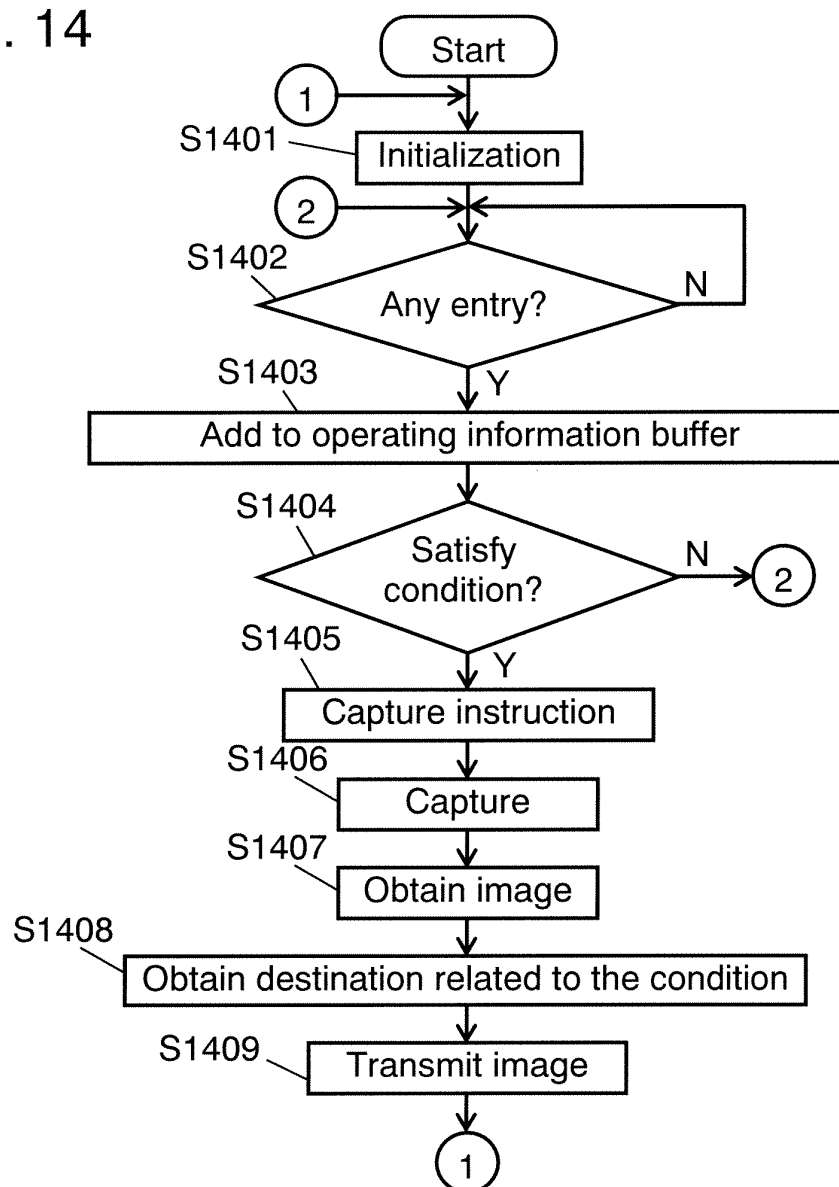 . 14
Start
1
S1401
Initialization
2
S1402
Any entry?
N
Y
S1403
Add to operating information buffer
S1404
Satisfy
condition?
N
2
Y
S1405
Capture instruction
S1406
Capture
S1407
Obtain image
S1408
Obtain destination related to the condition
S1409
Transmit image
1